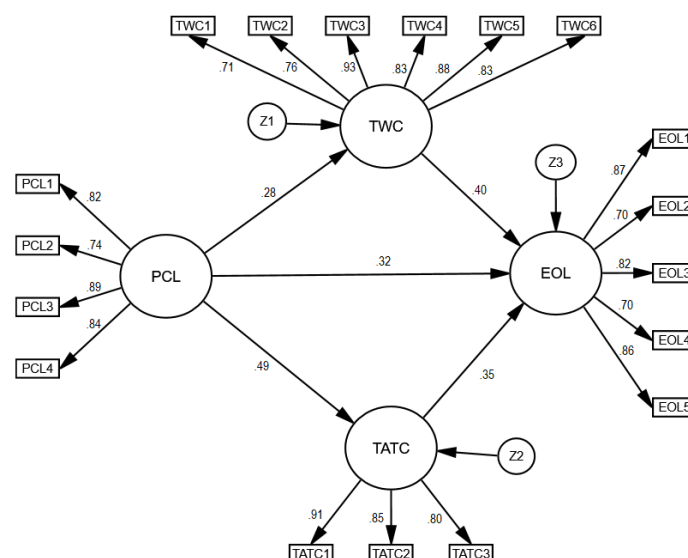 TWC1 TWC2 TWC3 TWC4 TWC5 TWC6
.71 .76 .93 .83 .88 .83
Z1
TWC
Z3
EOL1
.87
PCL1
.82
.28
.40
EOL2
.70
PCL2
.74
PCL
.32
EOL
.82
EOL3
PCL3
.89
PCL4
.84
.70
EOL4
.49
.35
.86
EOL5
TATC
Z2
.91 .85 .80
TATC1 TATC2 TATC3